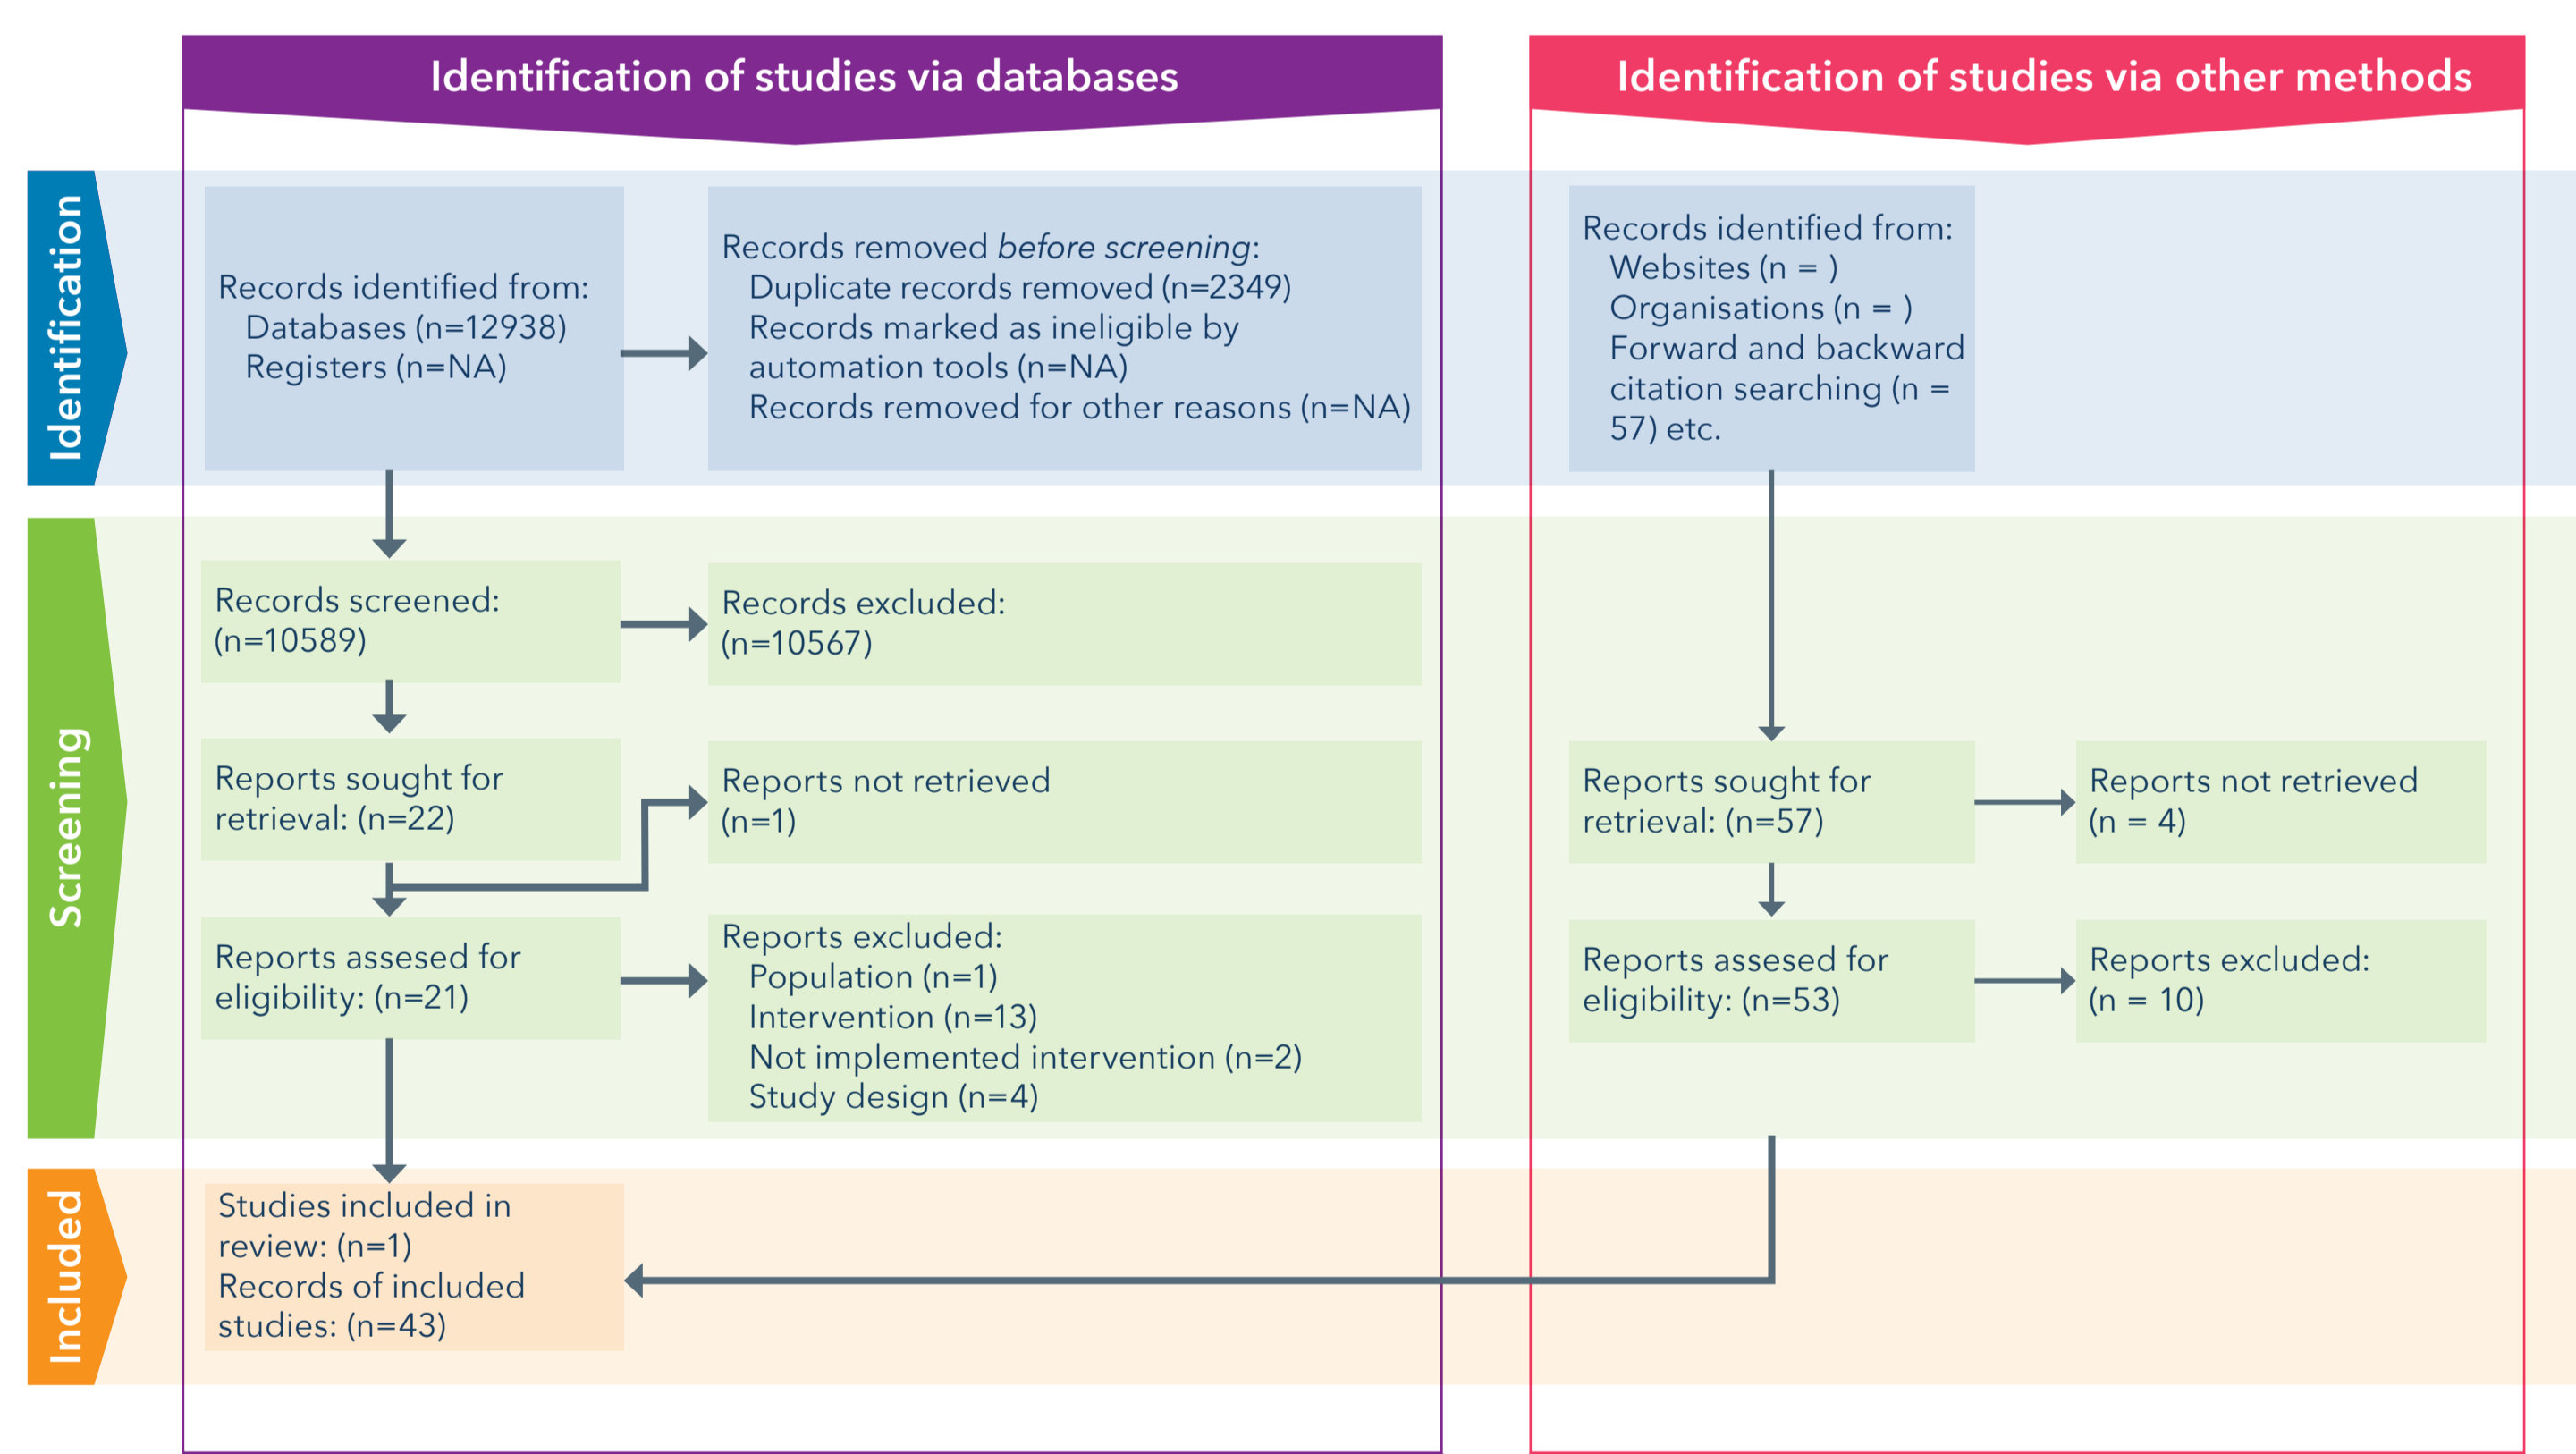 Identification of studies via databases
Identification of studies via other methods
Identification
Records identified from:
Databases (n=12938)
Registers (n=NA)
Records removed before screening:
Duplicate records removed (n=2349)
Records marked as ineligible by
automation tools (n=NA)
Records removed for other reasons (n=NA)
Records identified from:
Websites (n = )
Organisations (n = )
Forward and backward
citation searching (n =
57) etc.
Screening
Records screened:
(n=10589)
Records excluded:
(n=10567)
Reports sought for
retrieval: (n=22)
Reports not retrieved
(n=1)
Reports sought for
retrieval: (n=57)
Reports not retrieved
(n = 4)
Reports assesed for
eligibility: (n=21)
Reports excluded:
Population (n=1)
Intervention (n=13)
Not implemented intervention (n=2)
Study design (n=4)
Reports assesed for
eligibility: (n=53)
Reports excluded:
(n = 10)
Included
Studies included in
review: (n=1)
Records of included
studies: (n=43)